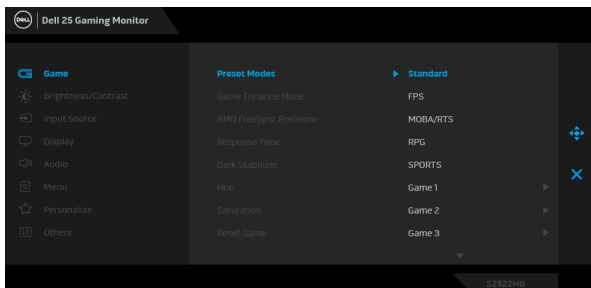 DELL Dell 25 Gaming Monitor
Game Preset Modes Standard
Brightness/Contrast Game Enhance Mode FPS
Input Source AMD FreeSync Premium MOBA/RTS
Display Response Time RPG
Audio Dark Stabilizer SPORTS
Menu Hue Game 1
Personalize Saturation Game 2
Others Reset Game Game 3
S2522HG